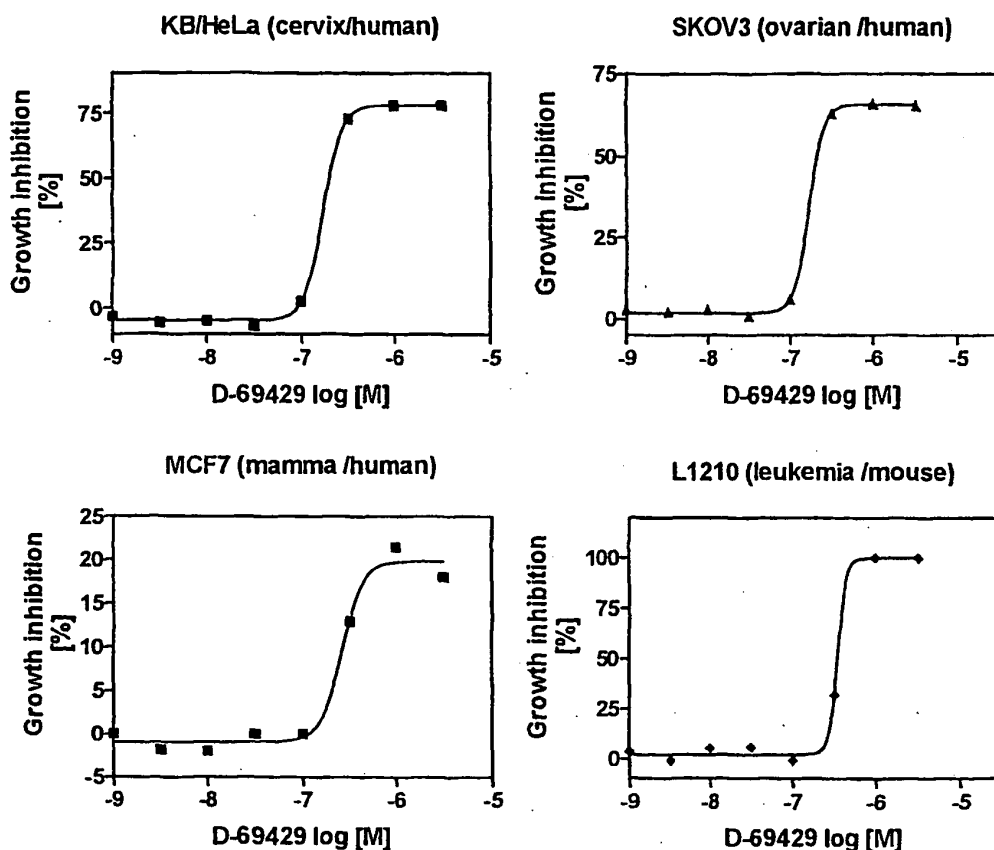 KB/HeLa (cervix/human)
Growth inhibition
[%]
75
50
25
0
-9 -8 -7 -6 -5
D-69429 log [M]
SKOV3 (ovarian /human)
Growth Inhibition
[%]
75
50
25
0
-9 -8 -7 -6 -5
D-69429 log [M]
MCF7 (mamma /human)
Growth inhibition
[%]
25
20
15
10
5
0
-5
-9 -8 -7 -6 -5
D-69429 log [M]
L1210 (leukemia /mouse)
Growth inhibition
[%]
100
75
50
25
0
-9 -8 -7 -6 -5
D-69429 log [M]